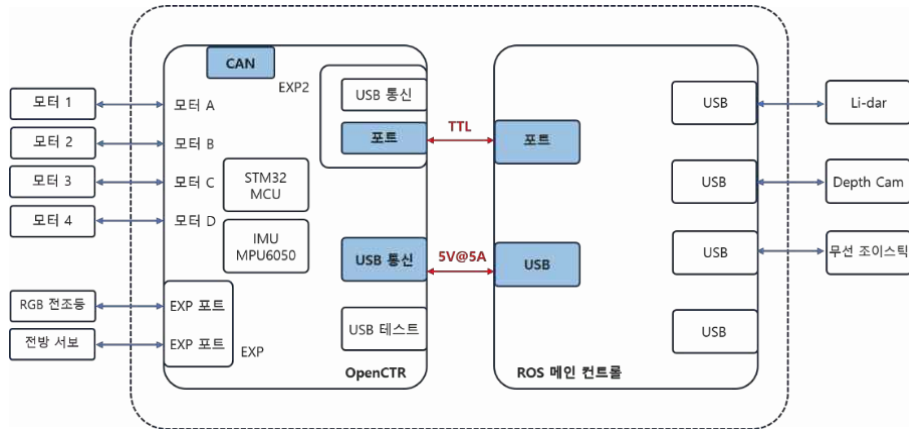 CAN
EXP2
USB 통신
포트
모터 1
모터 2
모터 3
모터 4
모터 A
모터 B
모터 C
모터 D
STM32
MCU
IMU
MPU6050
USB 통신
USB 테스트
RGB 전조등
전방 서보
EXP 포트
EXP 포트
EXP
OpenCTR
TTL
5V@5A
포트
USB
ROS 메인 컨트롤
USB
USB
USB
USB
Li-dar
Depth Cam
무선 조이스틱